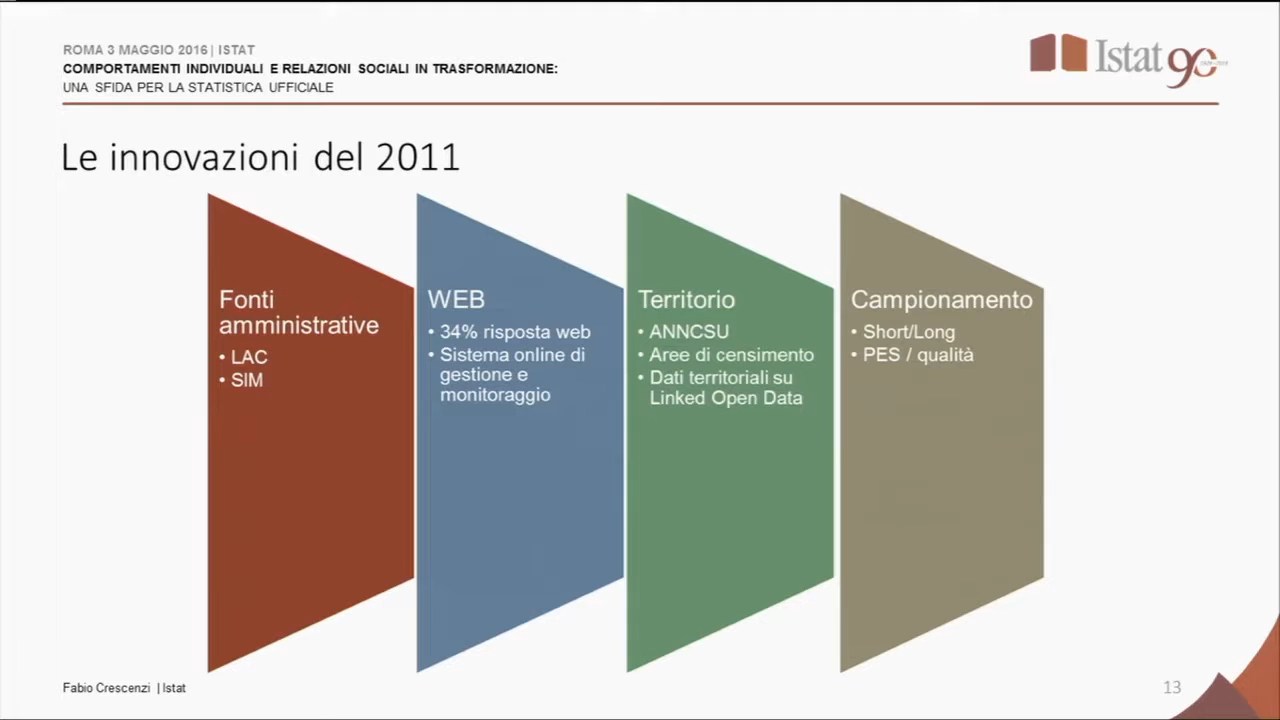 ROMA 3 MAGGIO 2016 | ISTAT
COMPORTAMENTI INDIVIDUALI E RELAZIONI SOCIALI IN TRASFORMAZIONE:
UNA SFIDA PER LA STATISTICA UFFICIALE
Istat 90
Le innovazioni del 2011
Fonti
amministrative
• LAC
• SIM
WEB
• 34% risposta web
• Sistema online di
gestione e
monitoraggio
Territorio
• ANNCSU
• Aree di censimento
• Dati territoriali su
Linked Open Data
Campionamento
• Short/Long
• PES / qualità
Fabio Crescenzi | Istat
13